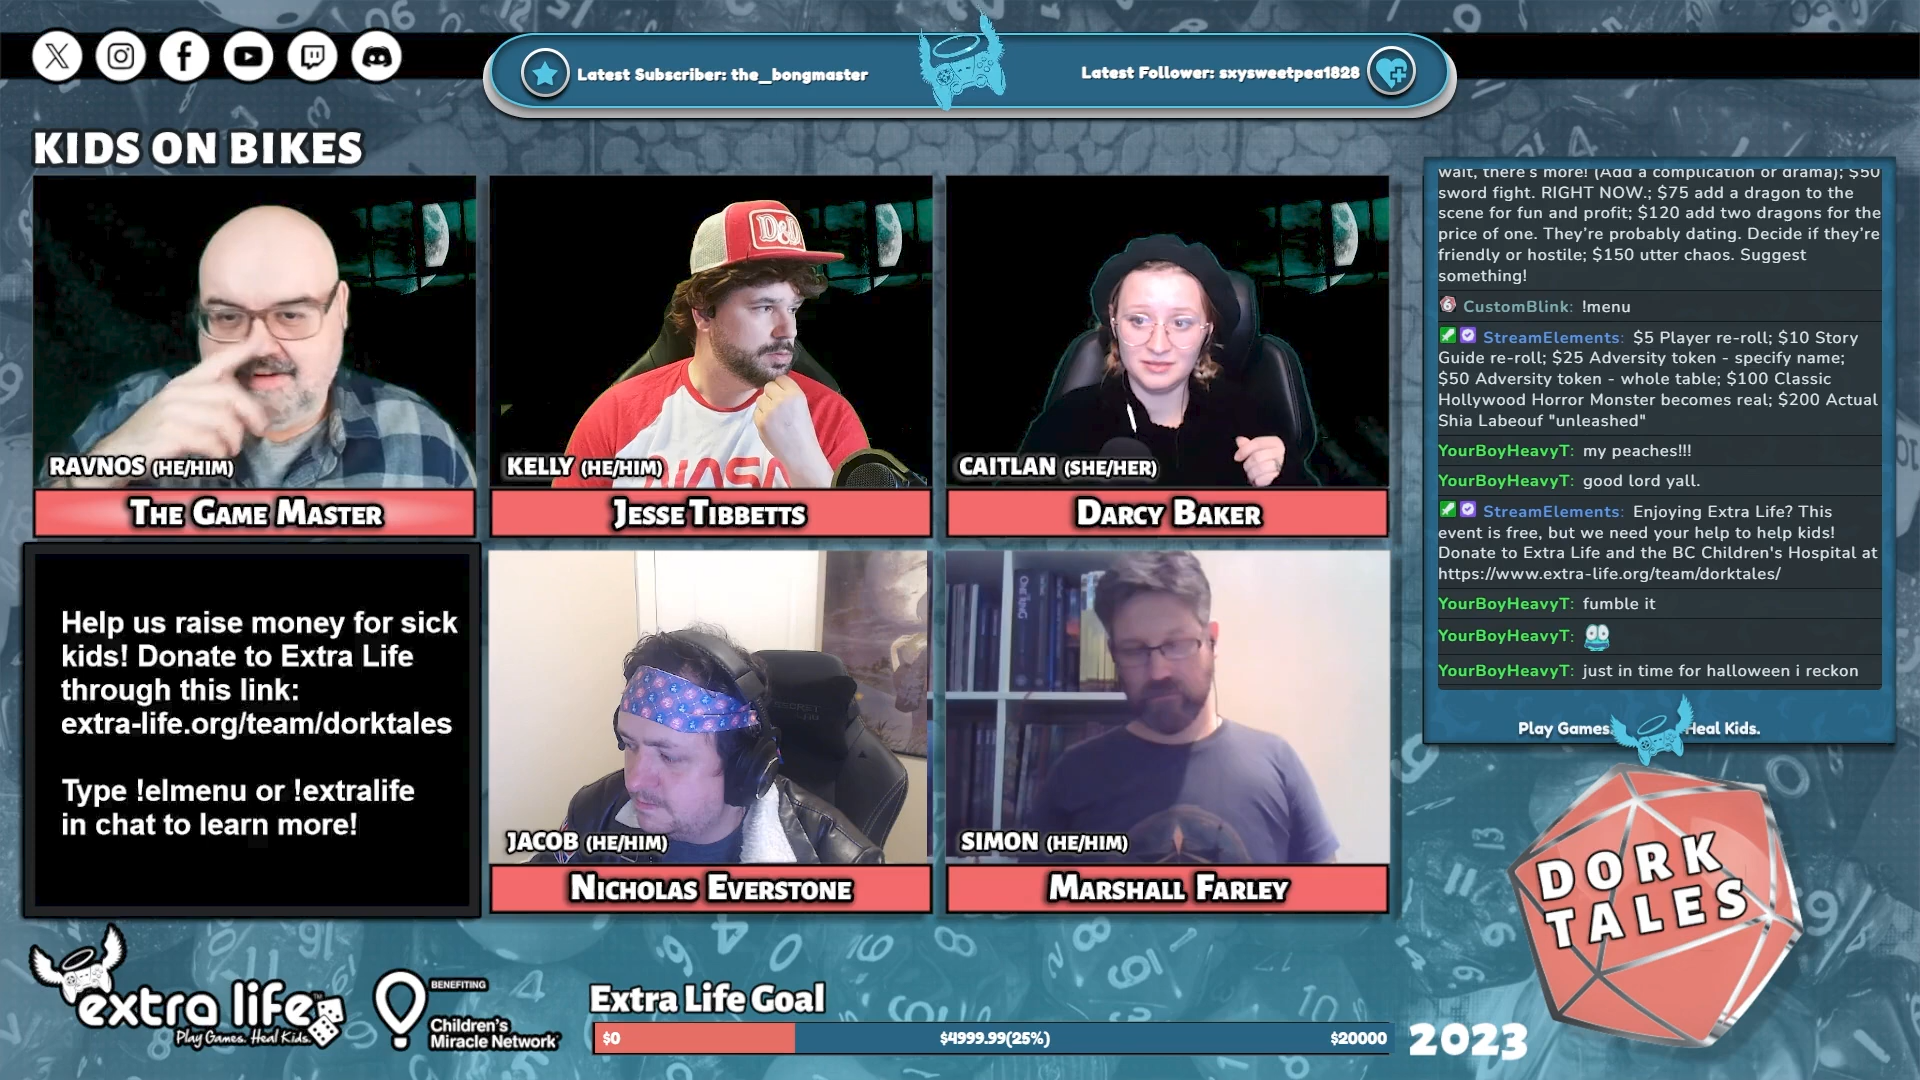 Latest Subscriber: the_bongmaster
Latest Follower: sxysweetpea1828
KIDS ON BIKES
RAVNOS (HE/HIM)
THE GAME MASTER
D&D
NASA
KELLY (HE/HIM)
JESSE TIBBETTS
CAITLAN (SHE/HER)
DARCY BAKER
Help us raise money for sick
kids! Donate to Extra Life
through this link:
extra-life.org/team/dorktales
Type !elmenu or !extralife
in chat to learn more!
SECRET
JACOB (HE/HIM)
NICHOLAS EVERSTONE
SIMON (HE/HIM)
MARSHALL FARLEY
wait, there's more! (Add a complication or drama); $50
sword fight. RIGHT NOW.; $75 add a dragon to the
scene for fun and profit; $120 add two dragons for the
price of one. They're probably dating. Decide if they're
friendly or hostile; $150 utter chaos. Suggest
something!
CustomBlink: !menu
StreamElements: $5 Player re-roll; $10 Story
Guide re-roll; $25 Adversity token - specify name;
$50 Adversity token - whole table; $100 Classic
Hollywood Horror Monster becomes real; $200 Actual
Shia Labeouf "unleashed"
YourBoyHeavyT: my peaches!!!
YourBoyHeavyT: good lord yall.
StreamElements: Enjoying Extra Life? This
event is free, but we need your help to help kids!
Donate to Extra Life and the BC Children's Hospital at
https://www.extra-life.org/team/dorktales/
YourBoyHeavyT: fumble it
YourBoyHeavyT:
YourBoyHeavyT: just in time for halloween i reckon
Play Games. Heal Kids.
DORK
TALES
extra life™
Play Games. Heal Kids.
BENEFITING
Children's
Miracle Network
Extra Life Goal
$0
$4999.99(25%)
$20000
2023